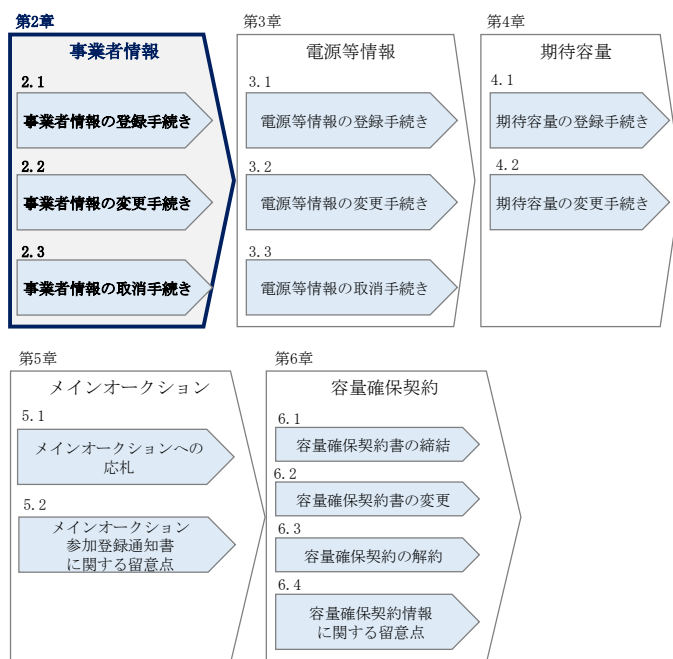 第2章
事業者情報
2.1
事業者情報の登録手続き
2.2
事業者情報の変更手続き
2.3
事業者情報の取消手続き
第3章
電源等情報
3.1
電源等情報の登録手続き
3.2
電源等情報の変更手続き
3.3
電源等情報の取消手続き
第4章
期待容量
4.1
期待容量の登録手続き
4.2
期待容量の変更手続き
第5章
メインオークション
5.1
メインオークションへの
応札
5.2
メインオークション
参加登録通知書
に関する留意点
第6章
容量確保契約
6.1
容量確保契約書の締結
6.2
容量確保契約書の変更
6.3
容量確保契約の解約
6.4
容量確保契約情報
に関する留意点